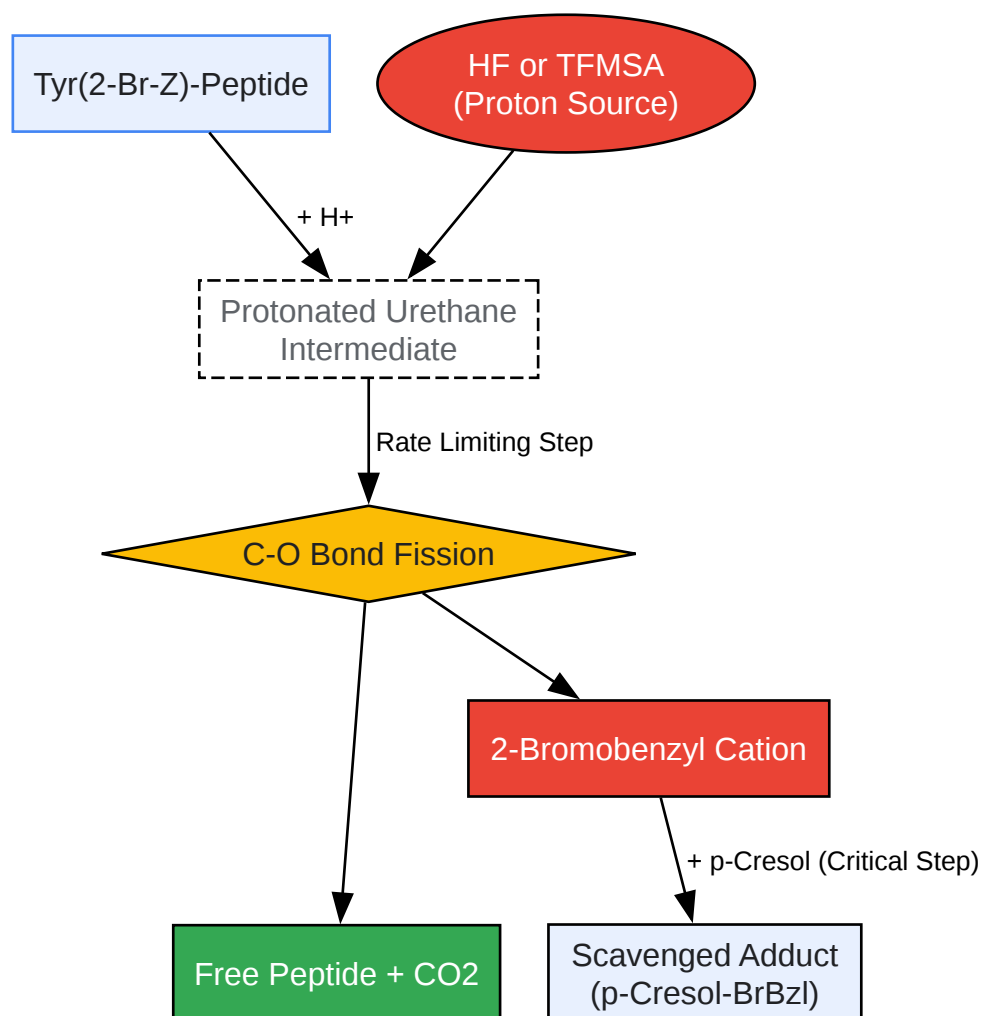 Tyr(2-Br-Z)-Peptide
HF or TFMSA
(Proton Source)
+ H+
Protonated Urethane
Intermediate
Rate Limiting Step
C-O Bond Fission
2-Bromobenzyl Cation
+ p-Cresol (Critical Step)
Free Peptide + CO2
Scavenged Adduct
(p-Cresol-BrBzl)